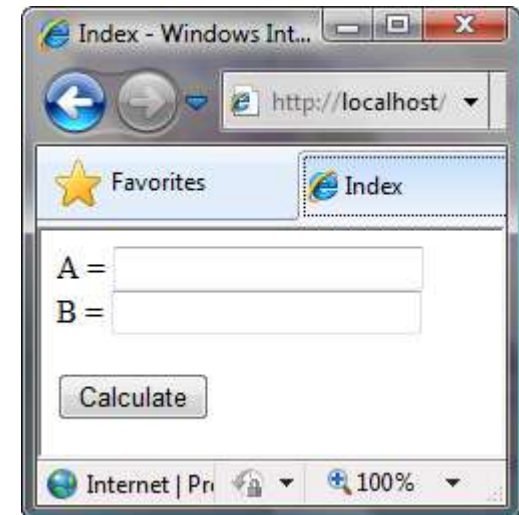 Index - Windows Int...
http://localhost/
Favorites
Index
A =
B =
Calculate
Internet | Pr
100%